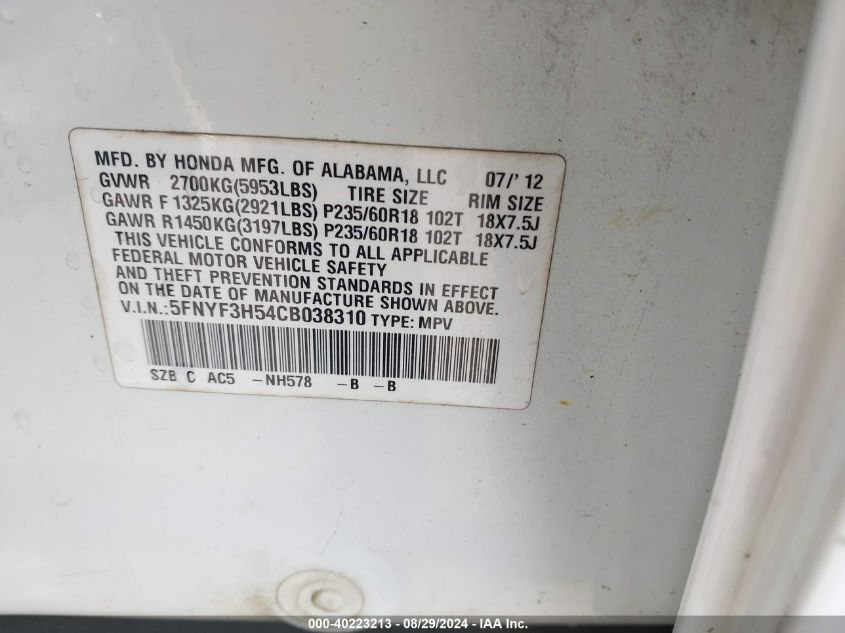 MFD. BY HONDA MFG. OF ALABAMA, LLC 07/' 12
GVWR 2700KG(5953LBS) TIRE SIZE RIM SIZE
GAWR F 1325KG(2921LBS) P235/60R18 102T 18X7.5J
GAWR R1450KG(3197LBS) P235/60R18 102T 18X7.5J
THIS VEHICLE CONFORMS TO ALL APPLICABLE
FEDERAL MOTOR VEHICLE SAFETY
AND THEFT PREVENTION STANDARDS IN EFFECT
ON THE DATE OF MANUFACTURE SHOWN ABOVE.
V.I.N.:5FNYF3H54CB038310 TYPE: MPV
SZB C AC5 -NH578 -B -B
000-40223213 - 08/29/2024 - IAA Inc.